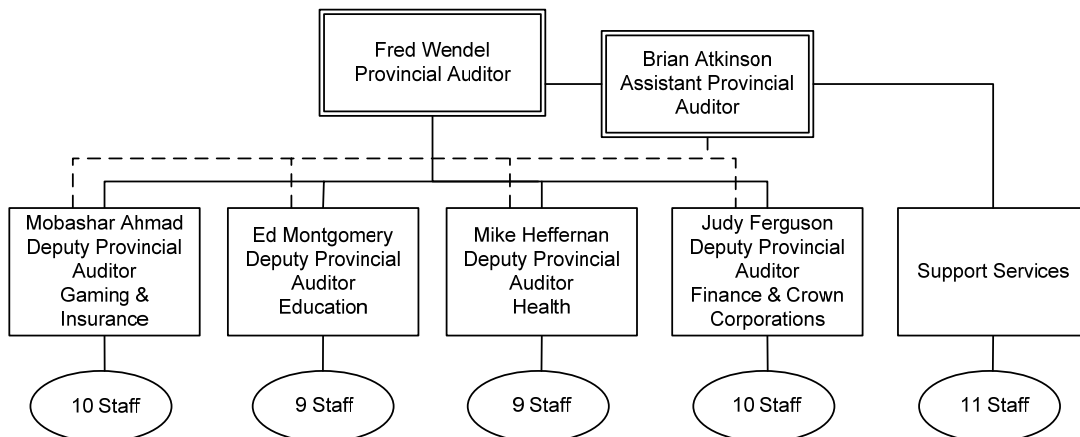 Fred Wendel
Provincial Auditor
Brian Atkinson
Assistant Provincial
Auditor
Mobashar Ahmad
Deputy Provincial
Auditor
Gaming &
Insurance
Ed Montgomery
Deputy Provincial
Auditor
Education
Mike Heffernan
Deputy Provincial
Auditor
Health
Judy Ferguson
Deputy Provincial
Auditor
Finance & Crown
Corporations
Support Services
10 Staff
9 Staff
9 Staff
10 Staff
11 Staff